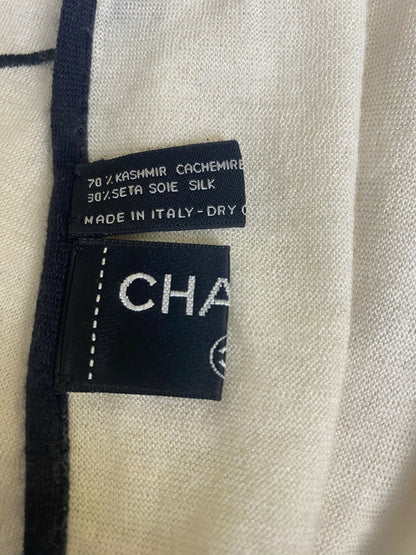 70 % KASHMIR CACHEMIRE
30% SETA SOIE SILK
MADE IN ITALY - DRY
CHA